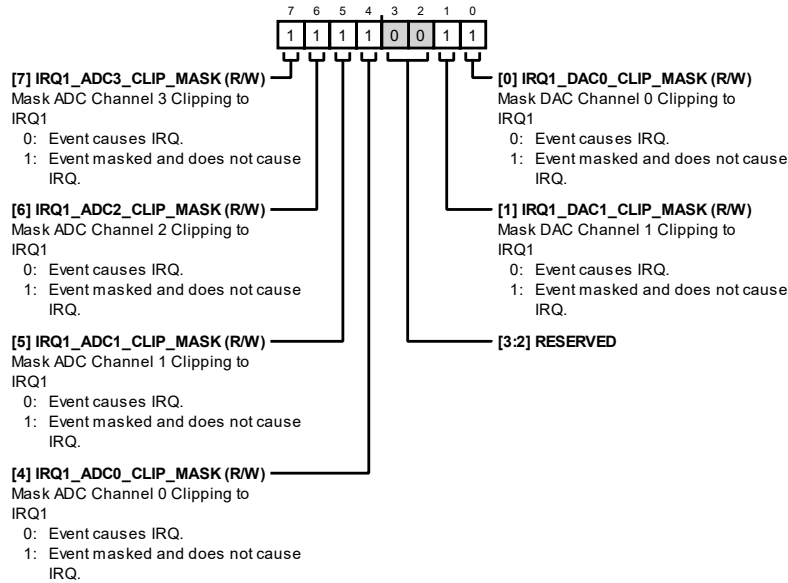 7 6 5 4 3 2 1 0
1 1 1 1 0 0 1 1
[7] IRQ1_ADC3_CLIP_MASK (R/W)
Mask ADC Channel 3 Clipping to
IRQ1
0: Event causes IRQ.
1: Event masked and does not cause
IRQ.
[6] IRQ1_ADC2_CLIP_MASK (R/W)
Mask ADC Channel 2 Clipping to
IRQ1
0: Event causes IRQ.
1: Event masked and does not cause
IRQ.
[5] IRQ1_ADC1_CLIP_MASK (R/W)
Mask ADC Channel 1 Clipping to
IRQ1
0: Event causes IRQ.
1: Event masked and does not cause
IRQ.
[4] IRQ1_ADC0_CLIP_MASK (R/W)
Mask ADC Channel 0 Clipping to
IRQ1
0: Event causes IRQ.
1: Event masked and does not cause
IRQ.
[0] IRQ1_DAC0_CLIP_MASK (R/W)
Mask DAC Channel 0 Clipping to
IRQ1
0: Event causes IRQ.
1: Event masked and does not cause
IRQ.
[1] IRQ1_DAC1_CLIP_MASK (R/W)
Mask DAC Channel 1 Clipping to
IRQ1
0: Event causes IRQ.
1: Event masked and does not cause
IRQ.
[3:2] RESERVED